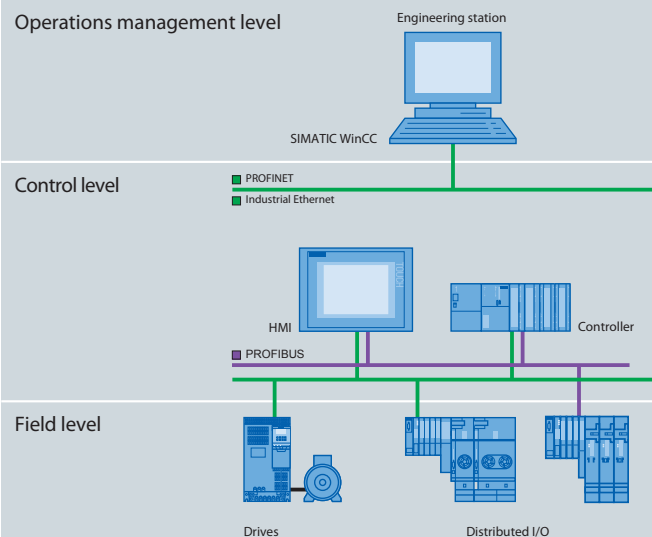 Operations management level
Engineering station
SIMATIC WinCC
Control level
PROFINET
Industrial Ethernet
HMI
Controller
PROFIBUS
Field level
Drives
Distributed I/O